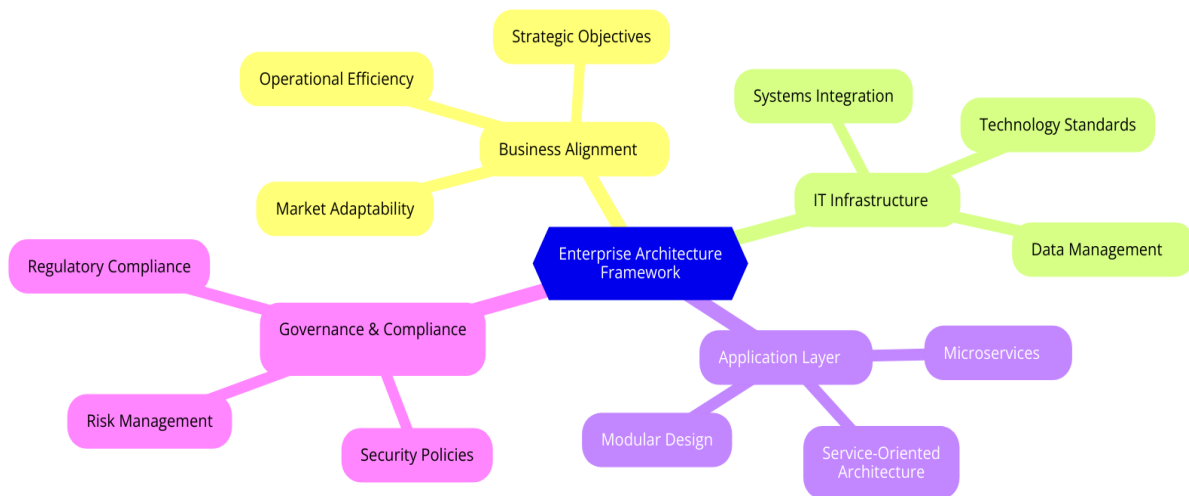 Strategic Objectives
Operational Efficiency
Business Alignment
Market Adaptability
Systems Integration
Technology Standards
IT Infrastructure
Data Management
Enterprise Architecture
Framework
Regulatory Compliance
Governance & Compliance
Risk Management
Security Policies
Application Layer
Microservices
Modular Design
Service-Oriented
Architecture